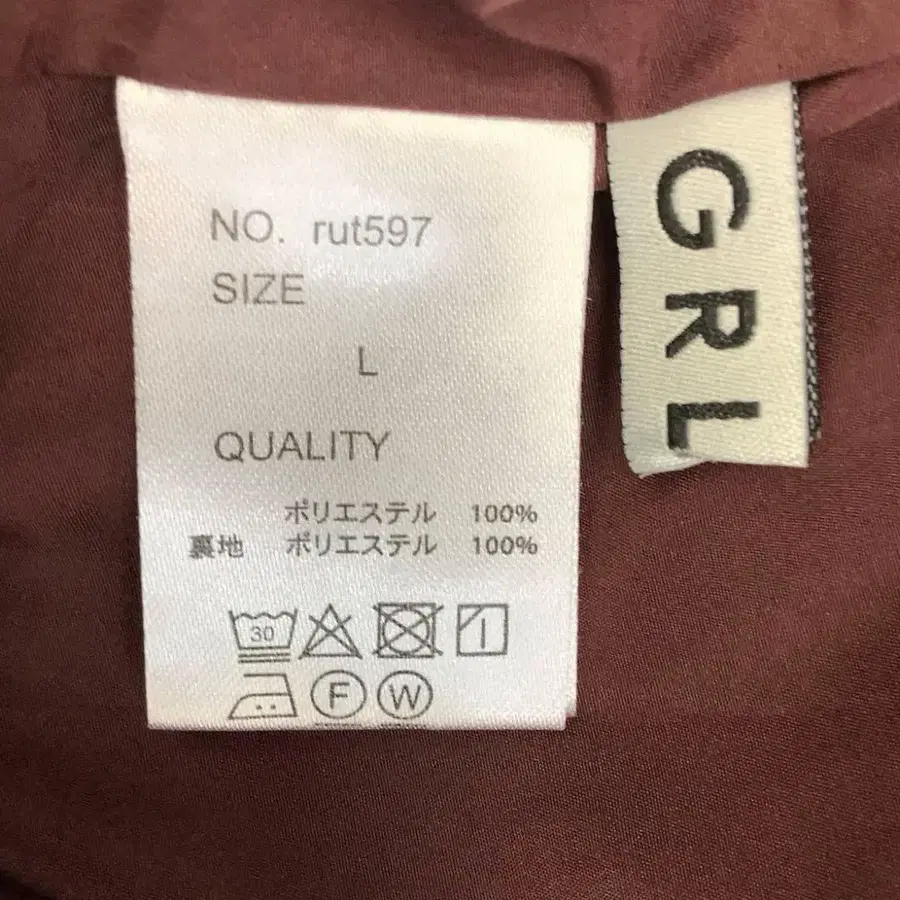 NO. rut597
SIZE
L
QUALITY
ポリエステル 100%
裏地 ポリエステル 100%
30
F W
GRL